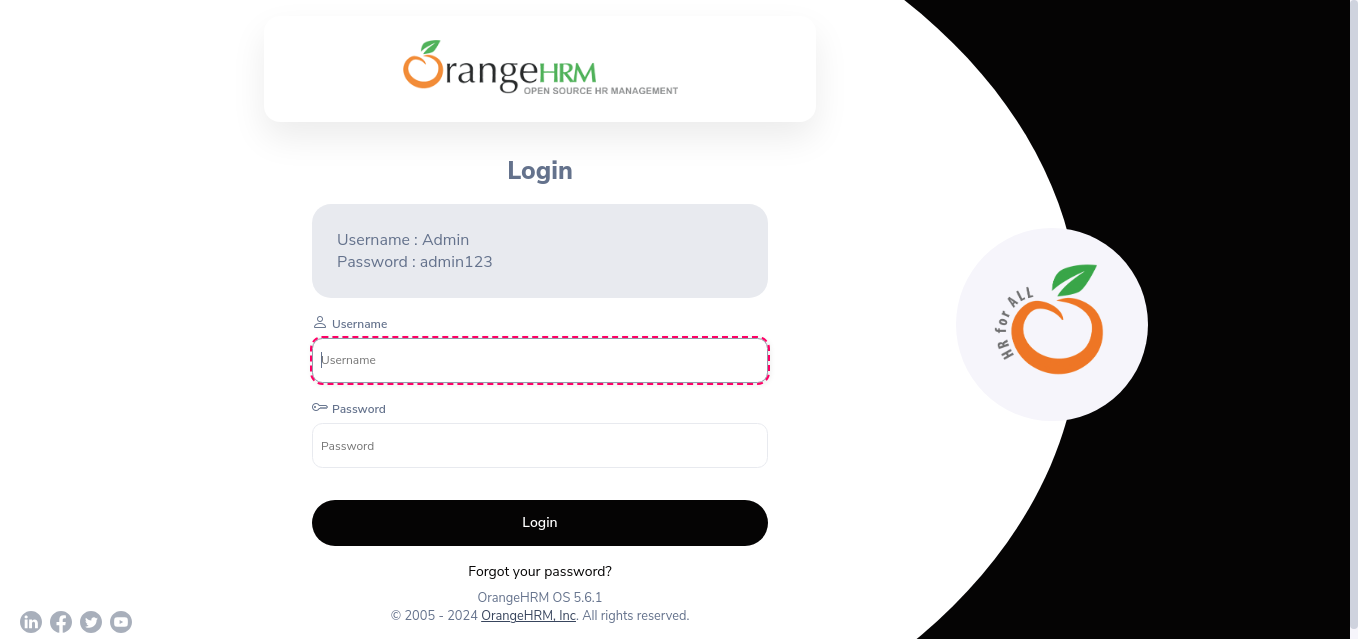 OrangeHRM
OPEN SOURCE HR MANAGEMENT
Login
Username : Admin
Password : admin123
Username
Username
Password
Password
Login
Forgot your password?
OrangeHRM OS 5.6.1
© 2005 - 2024 OrangeHRM, Inc. All rights reserved.
HR for ALL